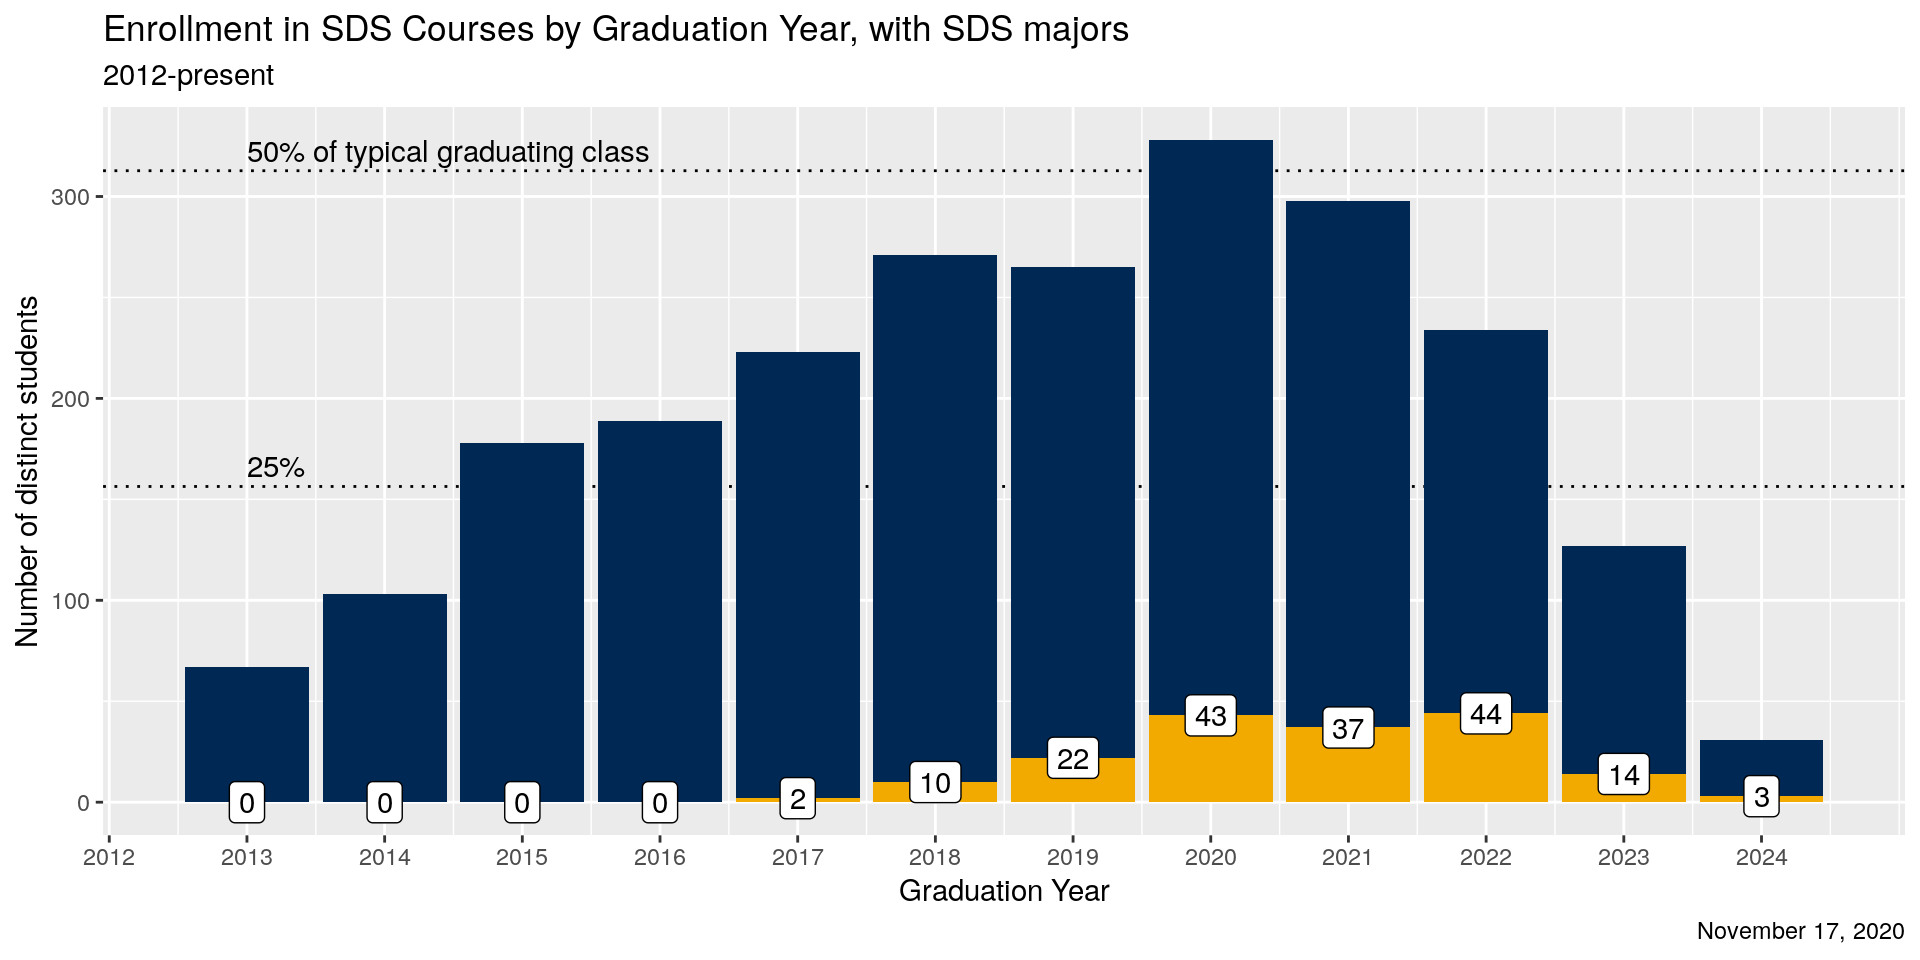 Enrollment in SDS Courses by Graduation Year, with SDS majors
2012-present
50% of typical graduating class
25%
Number of distinct students
300
200
100
0
0
0
0
0
2
10
22
43
37
44
14
3
2012 2013 2014 2015 2016 2017 2018 2019 2020 2021 2022 2023 2024
Graduation Year
November 17, 2020